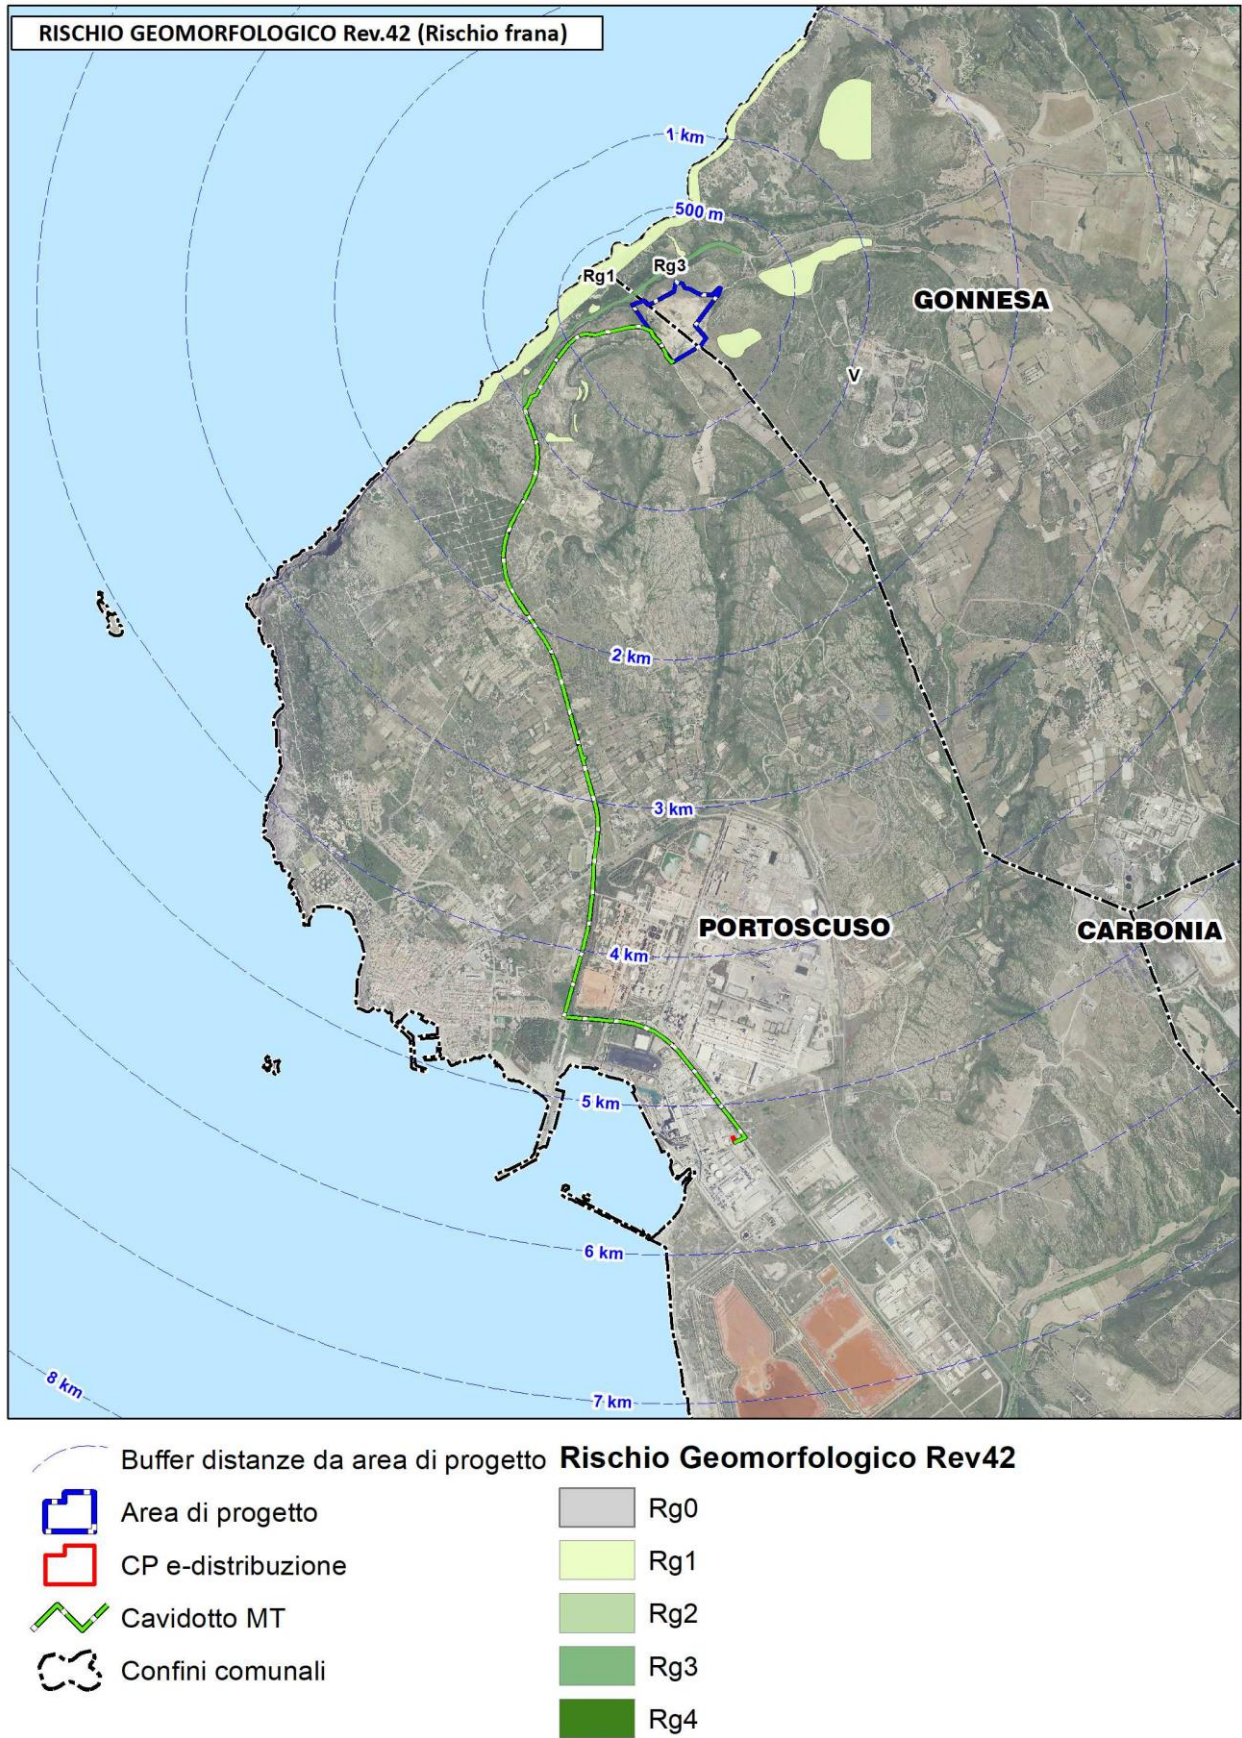 RISCHIO GEOMORFOLOGICO Rev.42 (Rischio frana)
1 km
500 m
Rg3
Rg1
GONNESA
V
2 km
3 km
PORTOSCUSO
CARBONIA
4 km
5 km
6 km
8 km
7 km
Buffer distanze da area di progetto
Area di progetto
CP e-distribuzione
Cavidotto MT
Confini comunali
Rischio Geomorfologico Rev42
Rg0
Rg1
Rg2
Rg3
Rg4